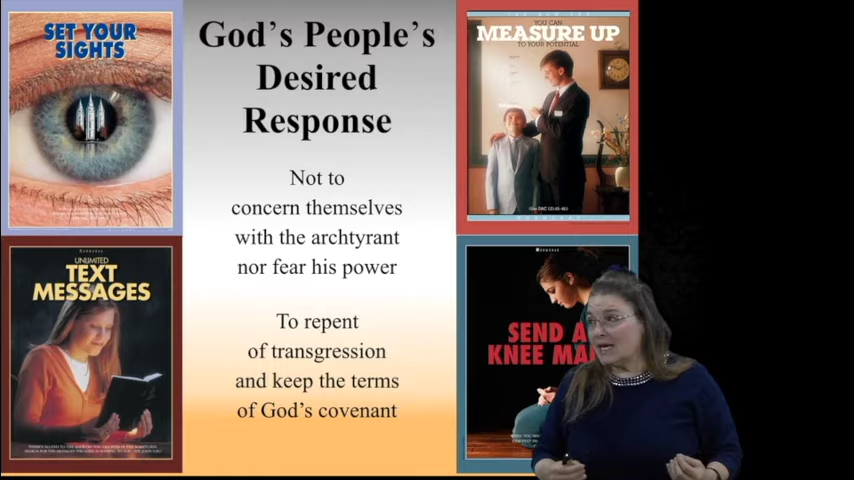 SET YOUR
SIGHTS
God's People's
Desired
Response
Not to
concern themselves
with the archtyrant
nor fear his power
To repent
of transgression
and keep the terms
of God's covenant
YOU CAN
MEASURE UP
TO YOUR POTENTIAL
UNLIMITED
TEXT
MESSAGES
SEND A
KNEE MA